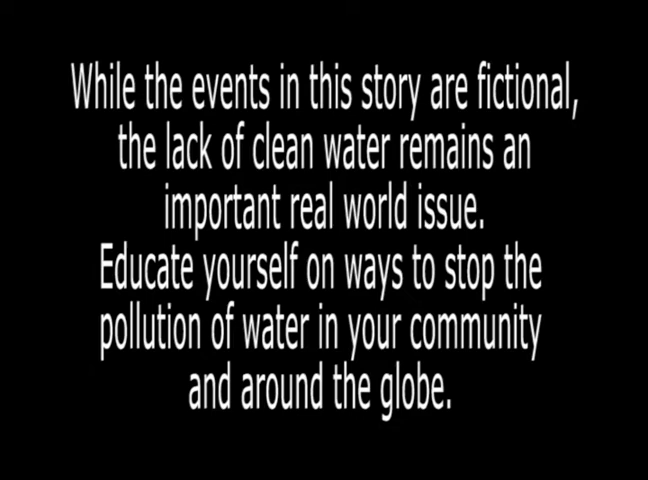 While the events in this story are fictional,
the lack of clean water remains an
important real world issue.
Educate yourself on ways to stop the
pollution of water in your community
and around the globe.